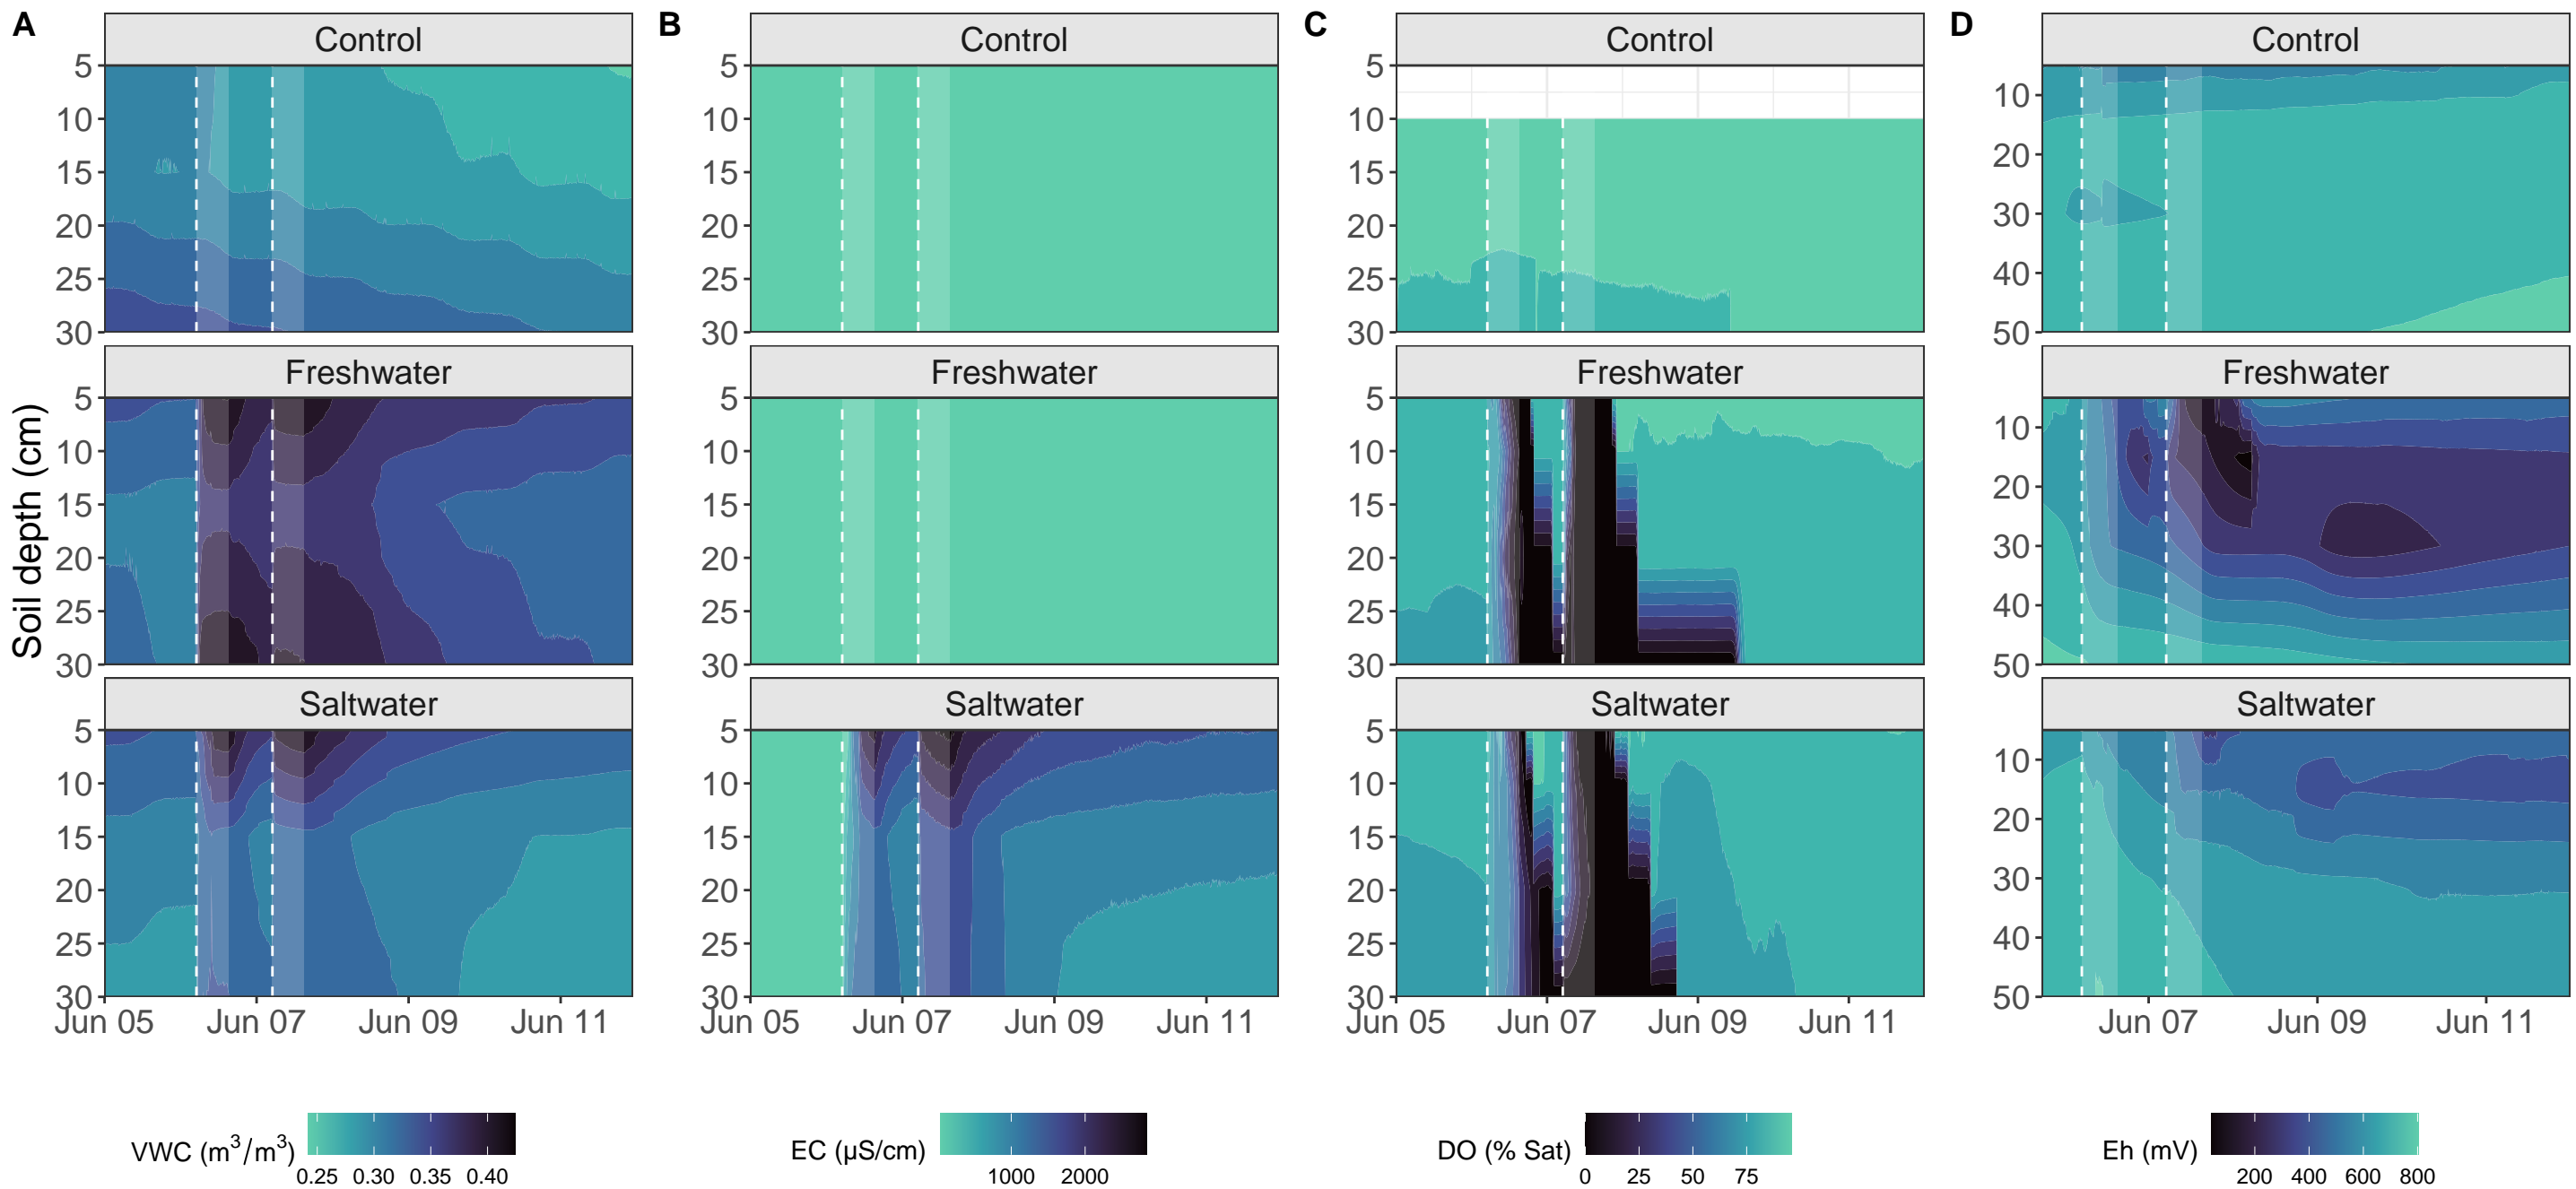 A
B
C
D
Control
Control
Control
Control
5
10
15
20
25
30
5
10
15
20
25
30
5
10
15
20
25
30
10
20
30
40
50
Freshwater
Freshwater
Freshwater
Freshwater
5
10
15
20
25
30
5
10
15
20
25
30
5
10
15
20
25
30
10
20
30
40
50
Soil depth (cm)
Saltwater
Saltwater
Saltwater
Saltwater
5
10
15
20
25
30
5
10
15
20
25
30
5
10
15
20
25
30
10
20
30
40
50
Jun 05 Jun 07 Jun 09 Jun 11
Jun 05 Jun 07 Jun 09 Jun 11
Jun 05 Jun 07 Jun 09 Jun 11
Jun 07 Jun 09 Jun 11
VWC (m³/m³)
0.25 0.30 0.35 0.40
EC (µS/cm)
1000 2000
DO (% Sat)
0 25 50 75
Eh (mV)
200 400 600 800